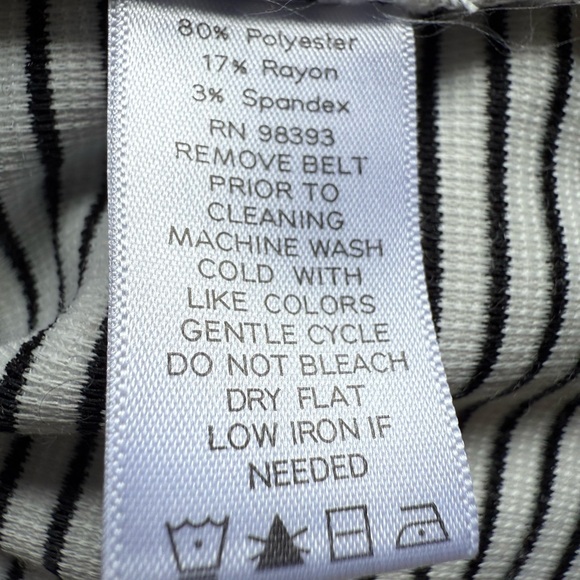 80% Polyester
17% Rayon
3% Spandex
RN 98393
REMOVE BELT
PRIOR TO
CLEANING
MACHINE WASH
COLD WITH
LIKE COLORS
GENTLE CYCLE
DO NOT BLEACH
DRY FLAT
LOW IRON IF
NEEDED